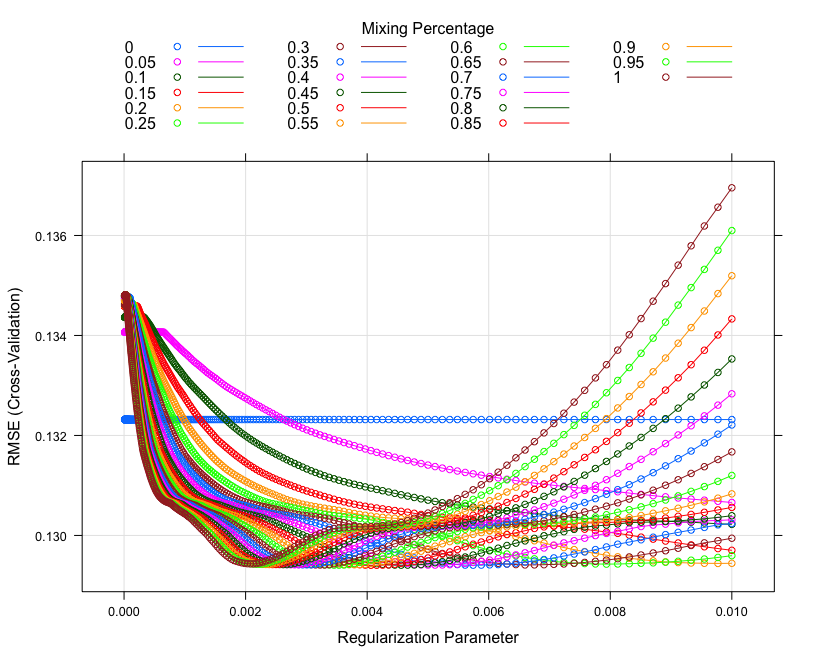 Mixing Percentage
0 0.3 0.6 0.9
0.05 0.35 0.65 0.95
0.1 0.4 0.7 1
0.15 0.45 0.75
0.2 0.5 0.8
0.25 0.55 0.85
RMSE (Cross-Validation)
0.136
0.134
0.132
0.130
0.000 0.002 0.004 0.006 0.008 0.010
Regularization Parameter